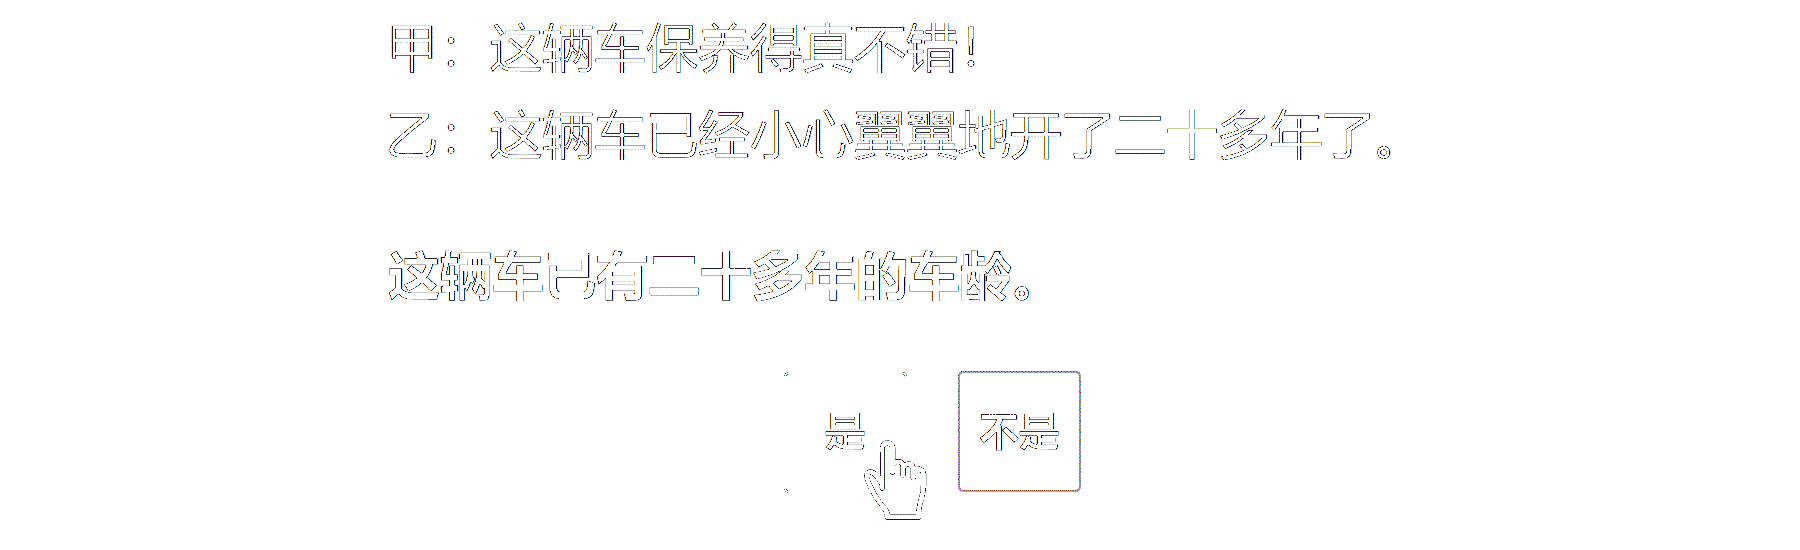 甲：这辆车保养得真不错！
乙：这辆车已经小心翼翼地开了二十多年了。
这辆车已有二十多年的车龄。
是
不是